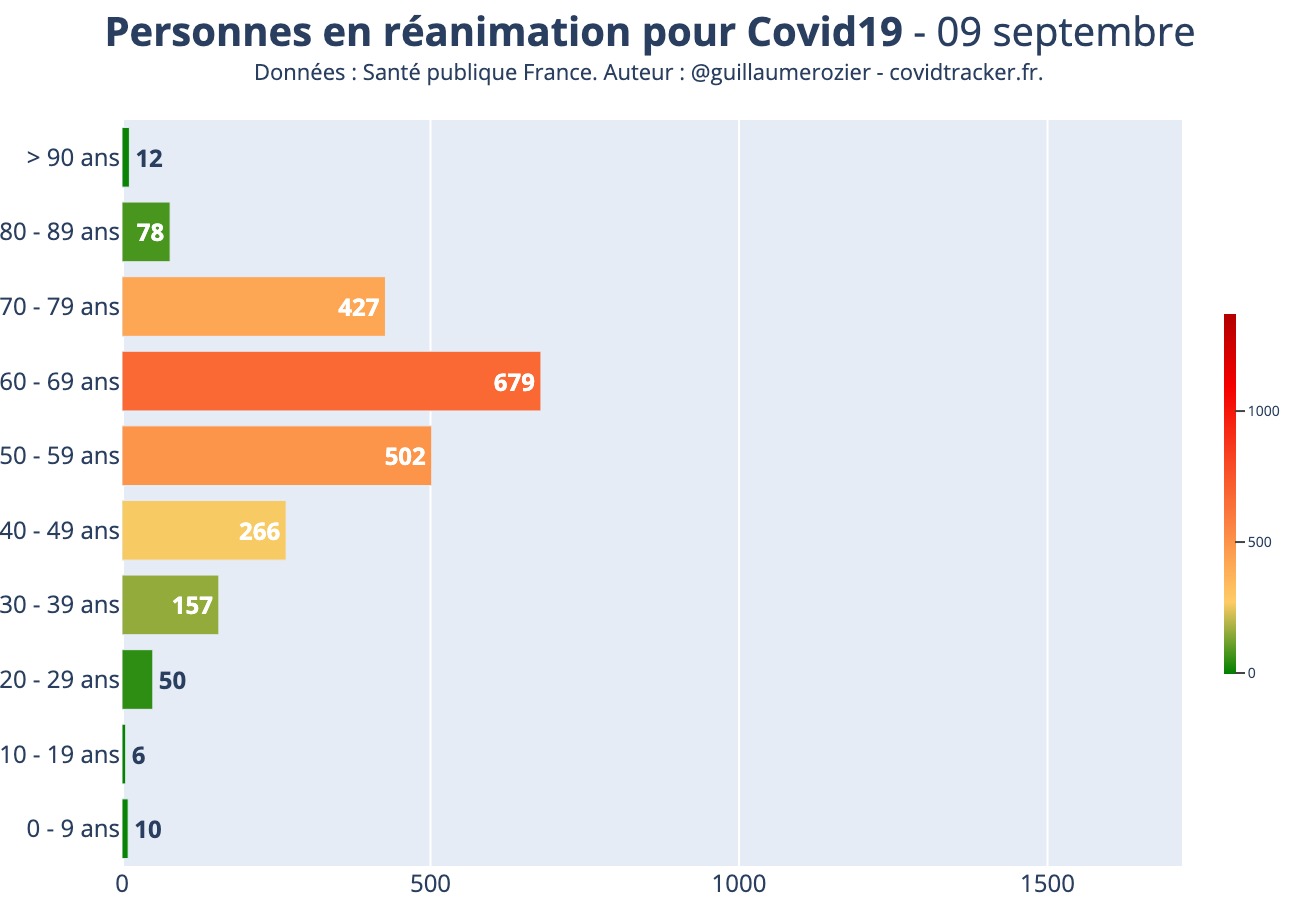 Personnes en réanimation pour Covid19 - 09 septembre
Données : Santé publique France. Auteur : @guillaumerozier - covidtracker.fr.
> 90 ans 12
80 - 89 ans 78
70 - 79 ans 427
60 - 69 ans 679
50 - 59 ans 502
40 - 49 ans 266
30 - 39 ans 157
20 - 29 ans 50
10 - 19 ans 6
0 - 9 ans 10
0 500 1000 1500
1000
500
0